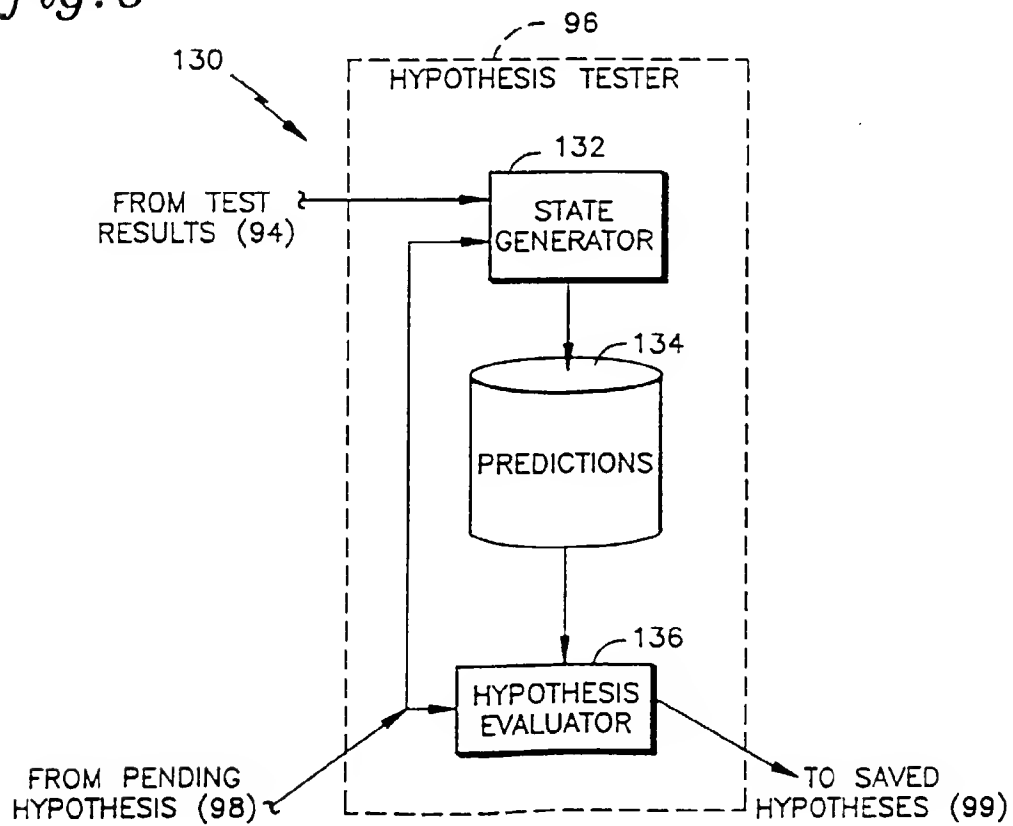 96
130
HYPOTHESIS TESTER
132
FROM TEST
RESULTS (94)
STATE
GENERATOR
134
PREDICTIONS
136
HYPOTHESIS
EVALUATOR
FROM PENDING
HYPOTHESIS (98)
TO SAVED
HYPOTHESES (99)